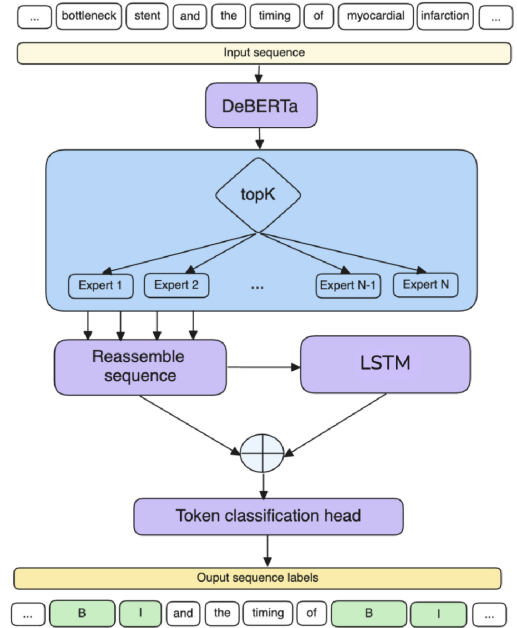 ... bottleneck stent and the timing of myocardial infarction ...
Input sequence
DeBERTa
topK
Expert 1 Expert 2 ... Expert N-1 Expert N
Reassemble
sequence
LSTM
Token classification head
Ouput sequence labels
... B I and the timing of B I ...